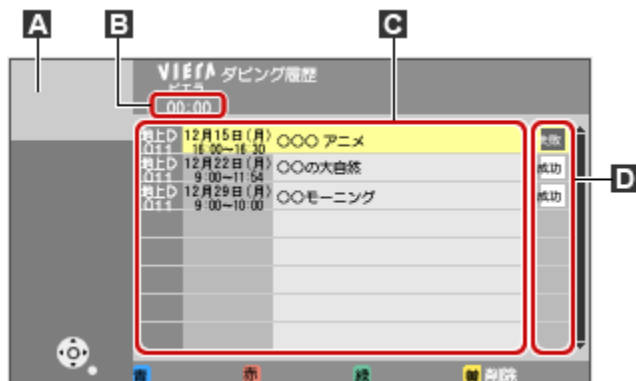 A B C
VIErA ダビング履歴
ビエラ
00:00
地上D 12月15日(月) ○○○ アニメ 失敗
011 16:00～16:30
地上D 12月22日(月) ○○の大自然 成功
011 9:00～11:54
地上D 12月29日(月) ○○モーニング 成功
011 9:00～10:00
D
青 赤 緑 黄 削除